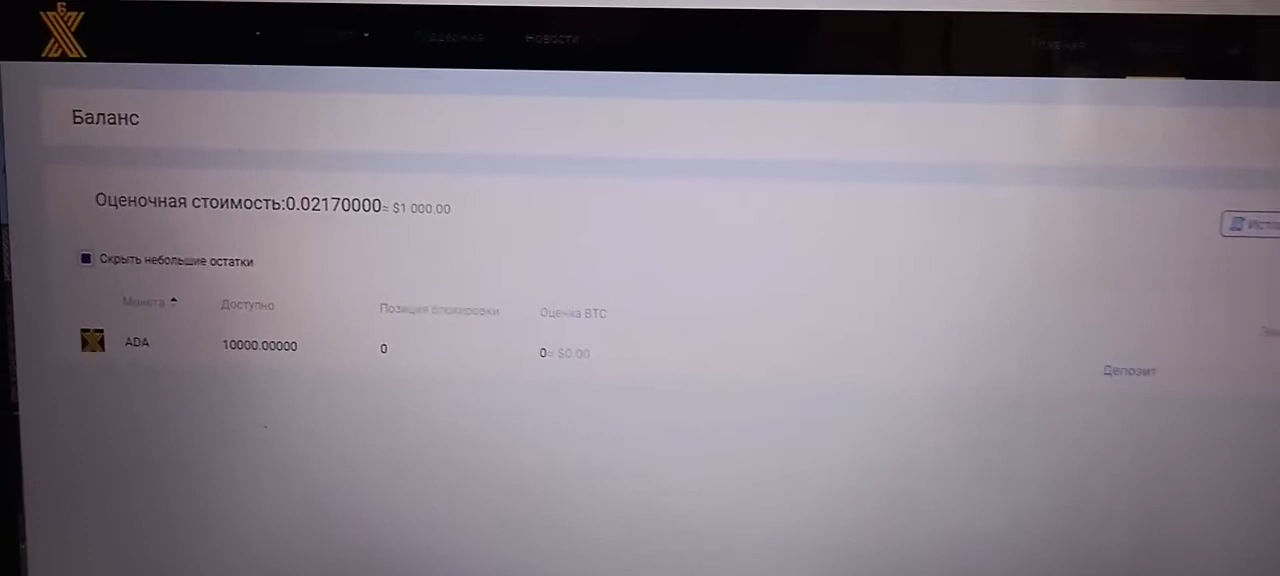 Поддержка Новости Главная
Баланс
Оценочная стоимость:0.02170000≈ $1 000.00
Скрыть небольшие остатки
Монета Доступно Позиция блокировки Оценка BTC
ADA 10000.00000 0 0≈ $0.00
Депозит